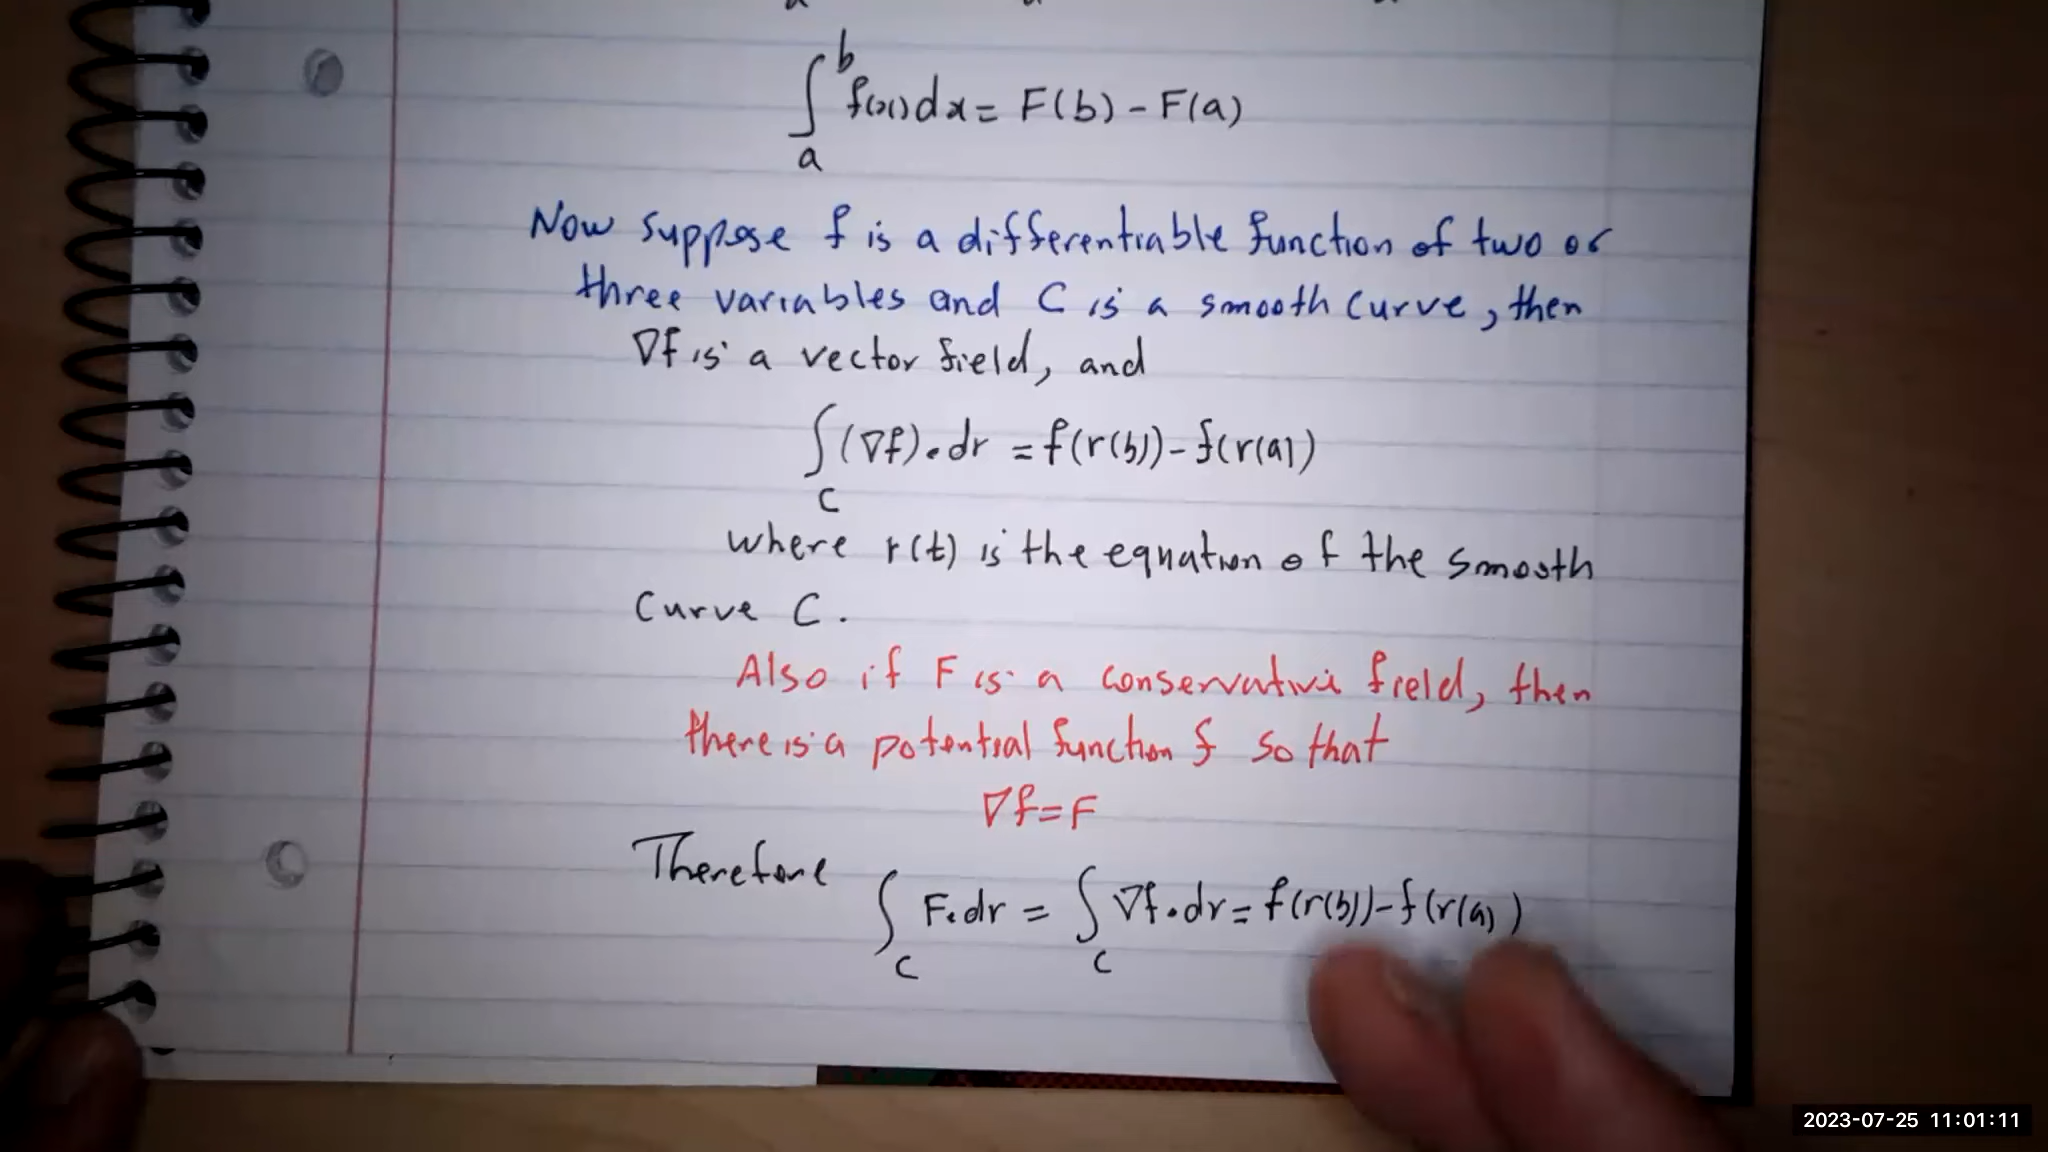 ∫_a^b f(x)dx = F(b) - F(a)
Now suppose f is a differentiable function of two or
three variables and C is a smooth curve, then
∇f is a vector field, and
∫_C (∇f)•dr = f(r(b)) - f(r(a))
where r(t) is the equation of the smooth
curve C.
Also if F is a conservative field, then
there is a potential function f so that
∇f = F
Therefore
∫_C F•dr = ∫_C ∇f•dr = f(r(b)) - f(r(a))
2023-07-25 11:01:11